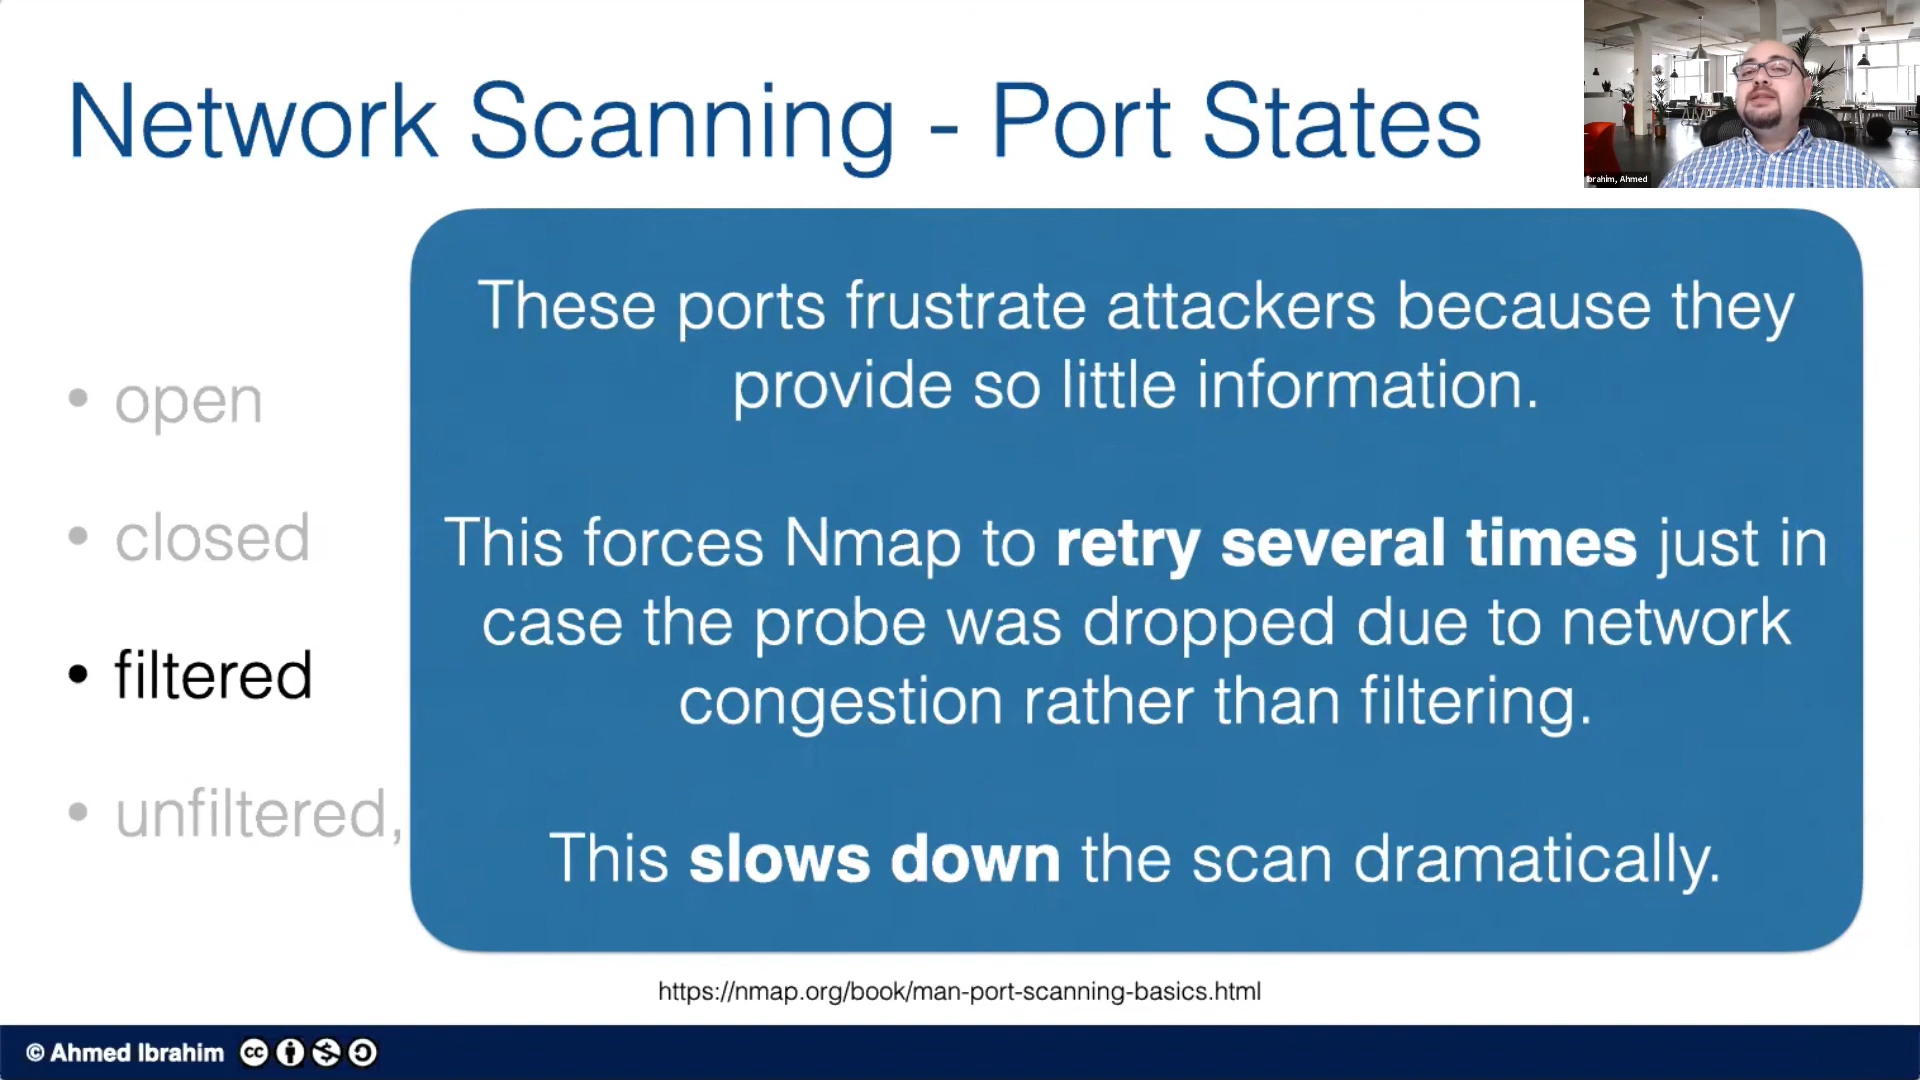 Network Scanning - Port States
Ibrahim, Ahmed
• open
• closed
• filtered
• unfiltered,
These ports frustrate attackers because they
provide so little information.
This forces Nmap to retry several times just in
case the probe was dropped due to network
congestion rather than filtering.
This slows down the scan dramatically.
https://nmap.org/book/man-port-scanning-basics.html
© Ahmed Ibrahim